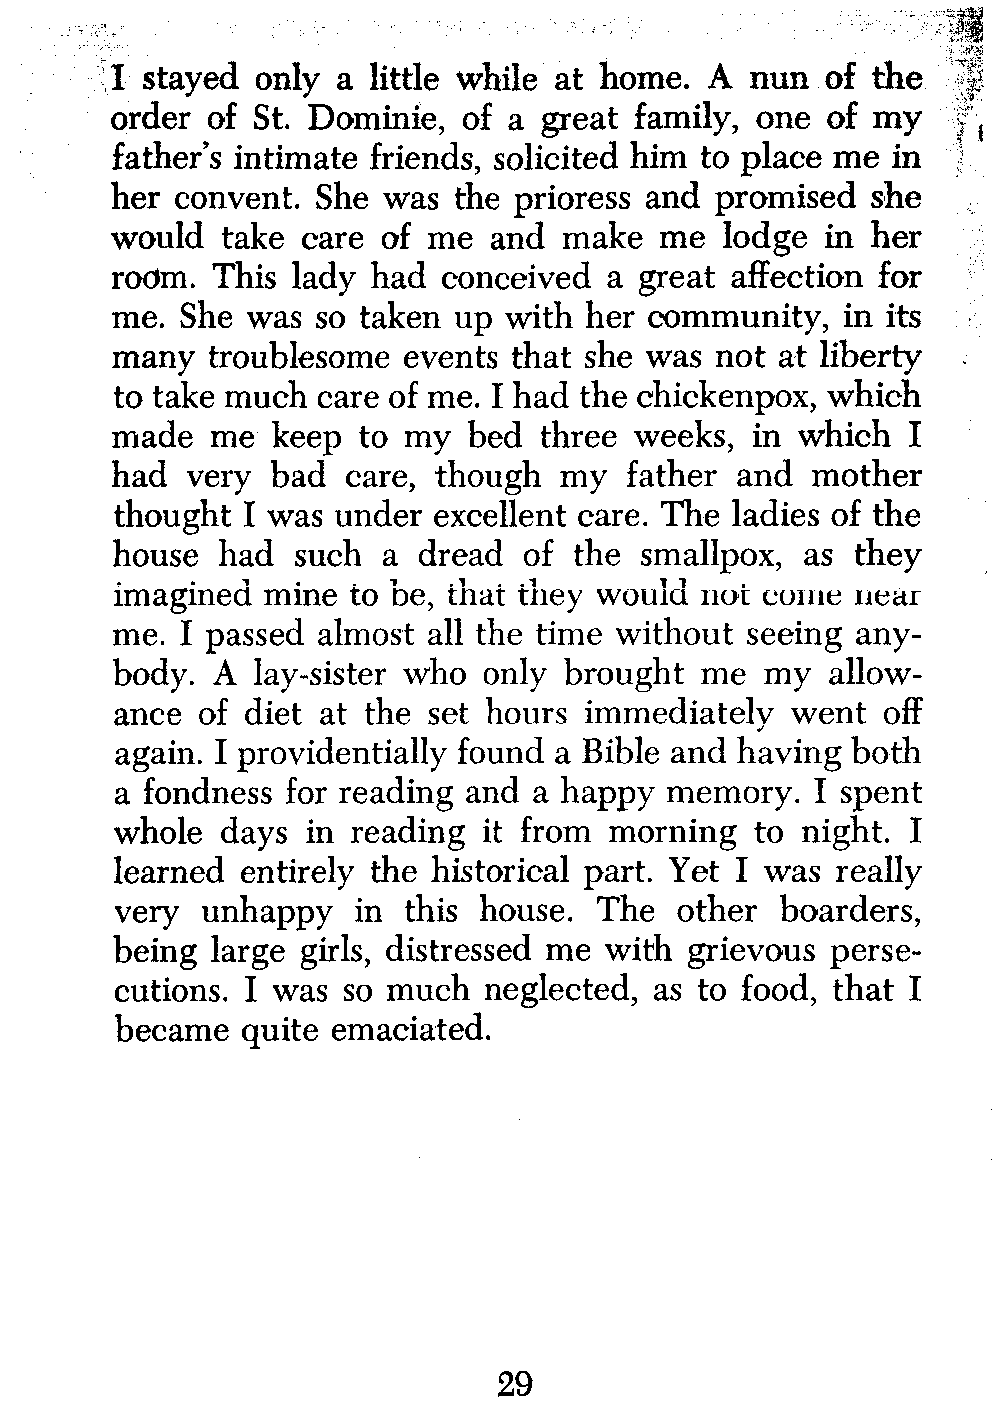 I stayed only a little while at home. A nun of the
order of St. Dominie, of a great family, one of my
father's intimate friends, solicited him to place me in
her convent. She was the prioress and promised she
would take care of me and make me lodge in her
room. This lady had conceived a great affection for
me. She was so taken up with her community, in its
many troublesome events that she was not at liberty
to take much care of me. I had the chickenpox, which
made me keep to my bed three weeks, in which I
had very bad care, though my father and mother
thought I was under excellent care. The ladies of the
house had such a dread of the smallpox, as they
imagined mine to be, that they would not come near
me. I passed almost all the time without seeing any-
body. A lay-sister who only brought me my allow-
ance of diet at the set hours immediately went off
again. I providentially found a Bible and having both
a fondness for reading and a happy memory. I spent
whole days in reading it from morning to night. I
learned entirely the historical part. Yet I was really
very unhappy in this house. The other boarders,
being large girls, distressed me with grievous perse-
cutions. I was so much neglected, as to food, that I
became quite emaciated.
29